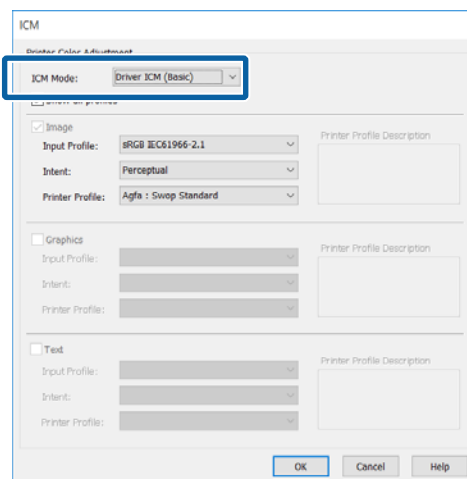 ICM
Printer Color Adjustment
ICM Mode: Driver ICM (Basic)
Show all profiles
Image
Input Profile: sRGB IEC61966-2.1
Printer Profile Description
Intent: Perceptual
Printer Profile: Agfa : Swop Standard
Graphics
Input Profile:
Printer Profile Description
Intent:
Printer Profile:
Text
Input Profile:
Printer Profile Description
Intent:
Printer Profile:
OK Cancel Help